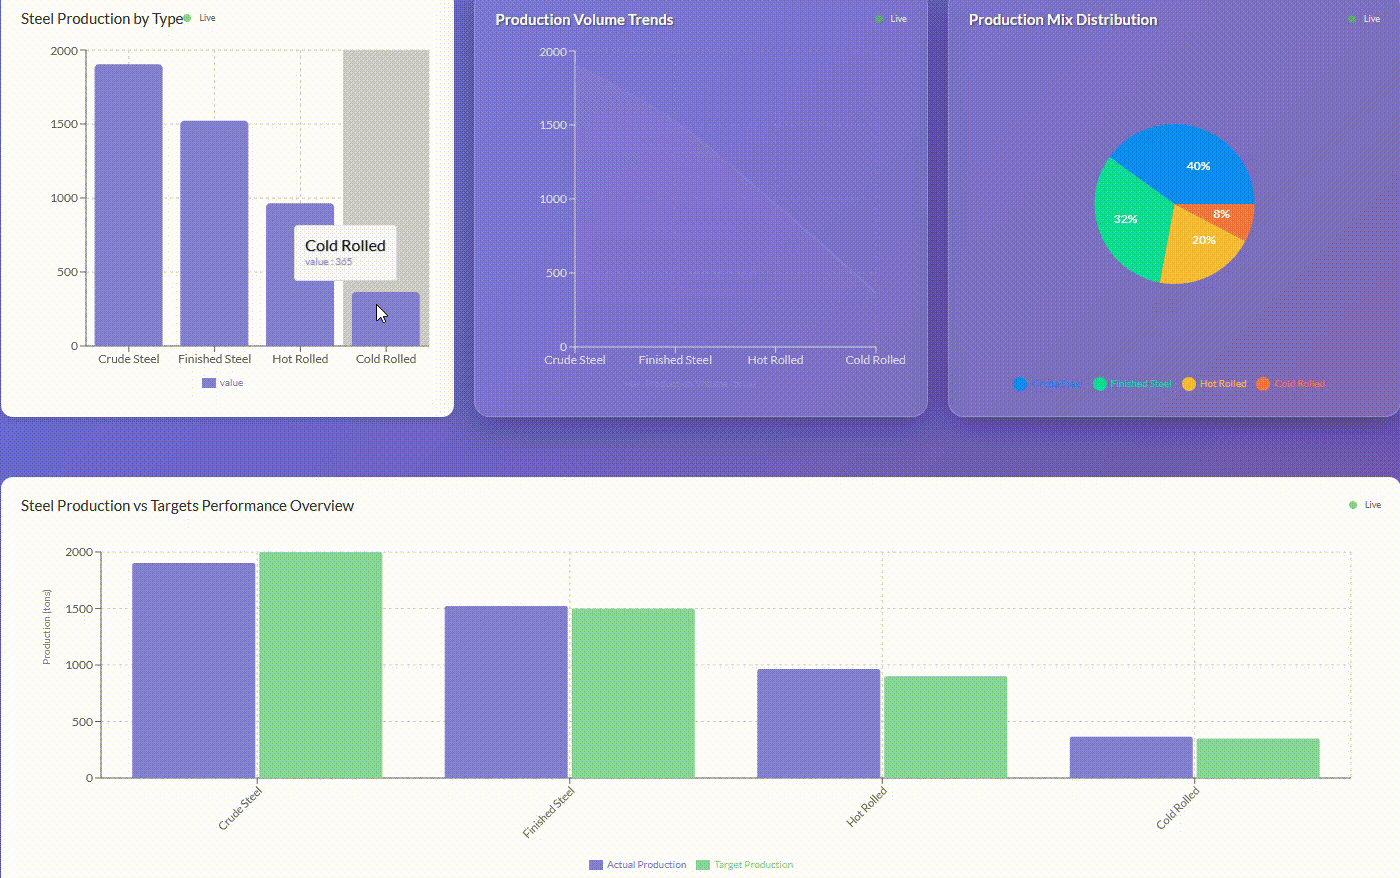 Steel Production by Type
Live
2000
1500
1000
500
0
Cold Rolled
value : 365
Crude Steel Finished Steel Hot Rolled Cold Rolled
value
Production Volume Trends
Live
2000
1500
1000
500
0
Crude Steel Finished Steel Hot Rolled Cold Rolled
Production Mix Distribution
Live
40%
32%
8%
20%
Crude Steel Finished Steel Hot Rolled Cold Rolled
Steel Production vs Targets Performance Overview
Live
Production (tons)
2000
1500
1000
500
0
Crude Steel Finished Steel Hot Rolled Cold Rolled
Actual Production Target Production